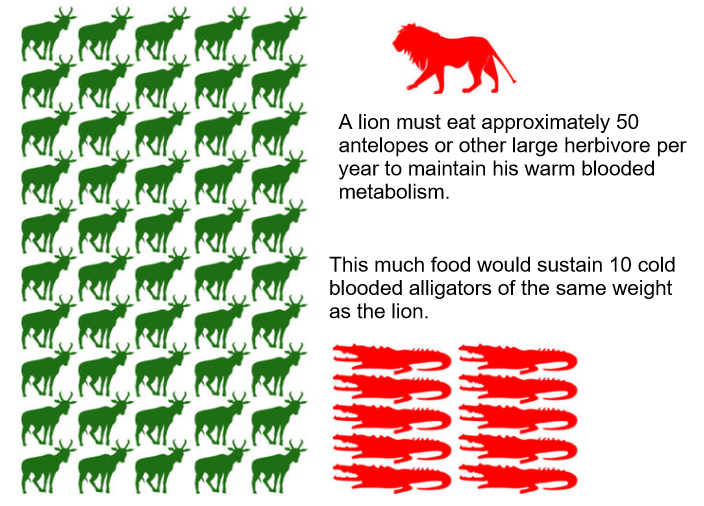 A lion must eat approximately 50
antelopes or other large herbivore per
year to maintain his warm blooded
metabolism.
This much food would sustain 10 cold
blooded alligators of the same weight
as the lion.